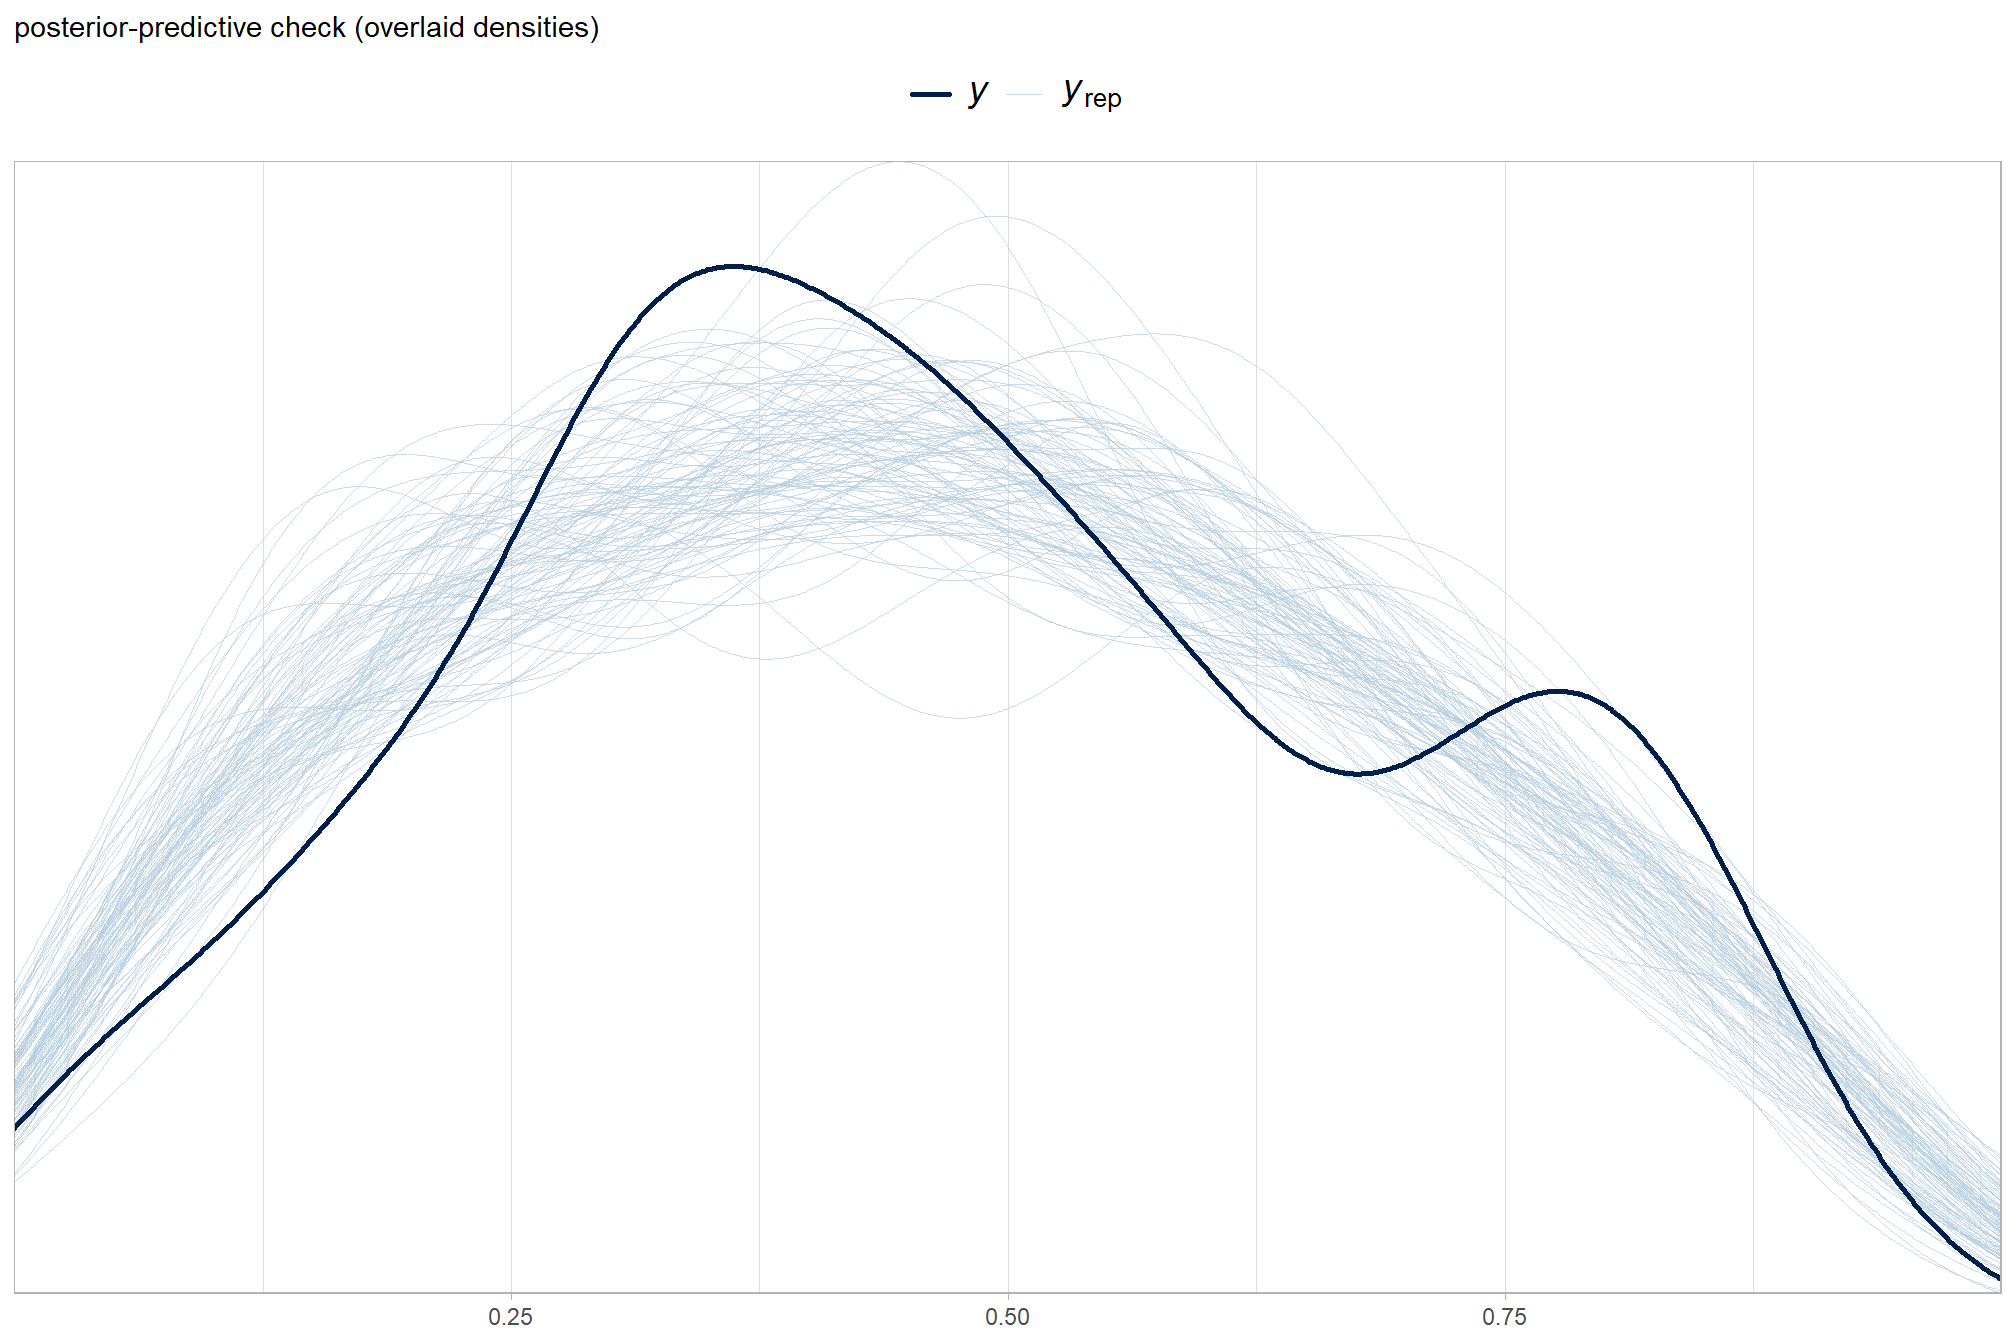 posterior-predictive check (overlaid densities)
y y rep
0.25 0.50 0.75